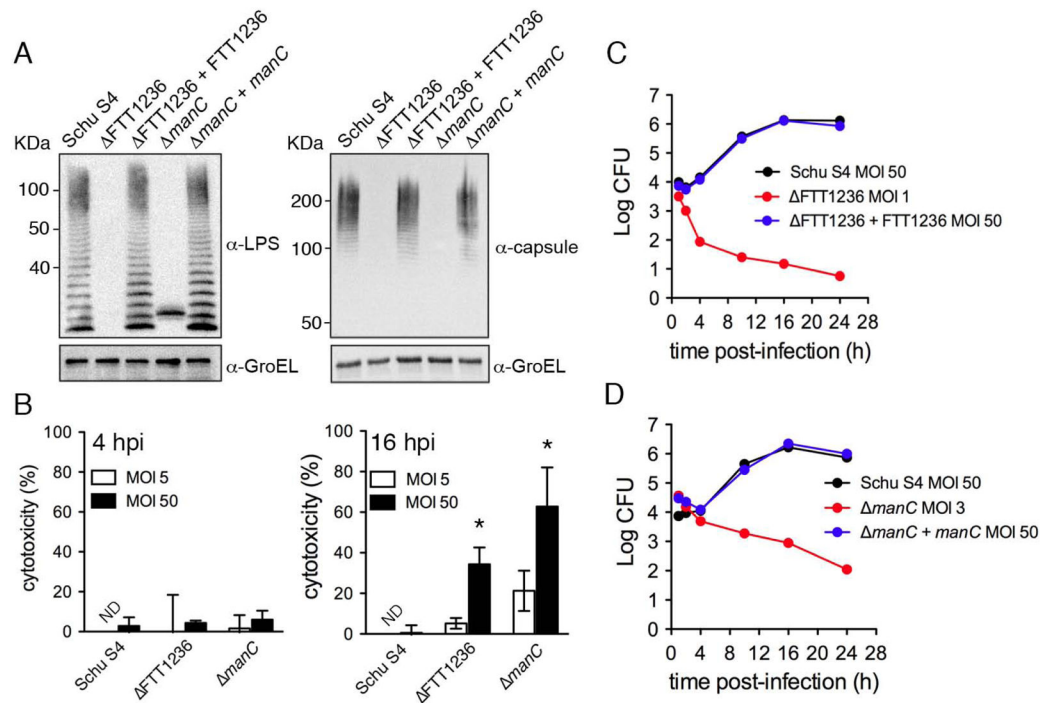 A
Schu S4
ΔFTT1236
ΔFTT1236 + FTT1236
ΔmanC
ΔmanC + manC
KDa
100
50
40
α-LPS
α-GroEL
Schu S4
ΔFTT1236
ΔFTT1236 + FTT1236
ΔmanC
ΔmanC + manC
KDa
200
100
50
α-capsule
α-GroEL
B
4 hpi
cytotoxicity (%)
100
80
60
40
20
0
MOI 5
MOI 50
ND
Schu S4
ΔFTT1236
ΔmanC
16 hpi
cytotoxicity (%)
100
80
60
40
20
0
MOI 5
MOI 50
ND
*
*
Schu S4
ΔFTT1236
ΔmanC
C
Log CFU
7
6
5
4
3
2
1
0
Schu S4 MOI 50
ΔFTT1236 MOI 1
ΔFTT1236 + FTT1236 MOI 50
0 4 8 12 16 20 24 28
time post-infection (h)
D
Log CFU
7
6
5
4
3
2
1
0
Schu S4 MOI 50
ΔmanC MOI 3
ΔmanC + manC MOI 50
0 4 8 12 16 20 24 28
time post-infection (h)